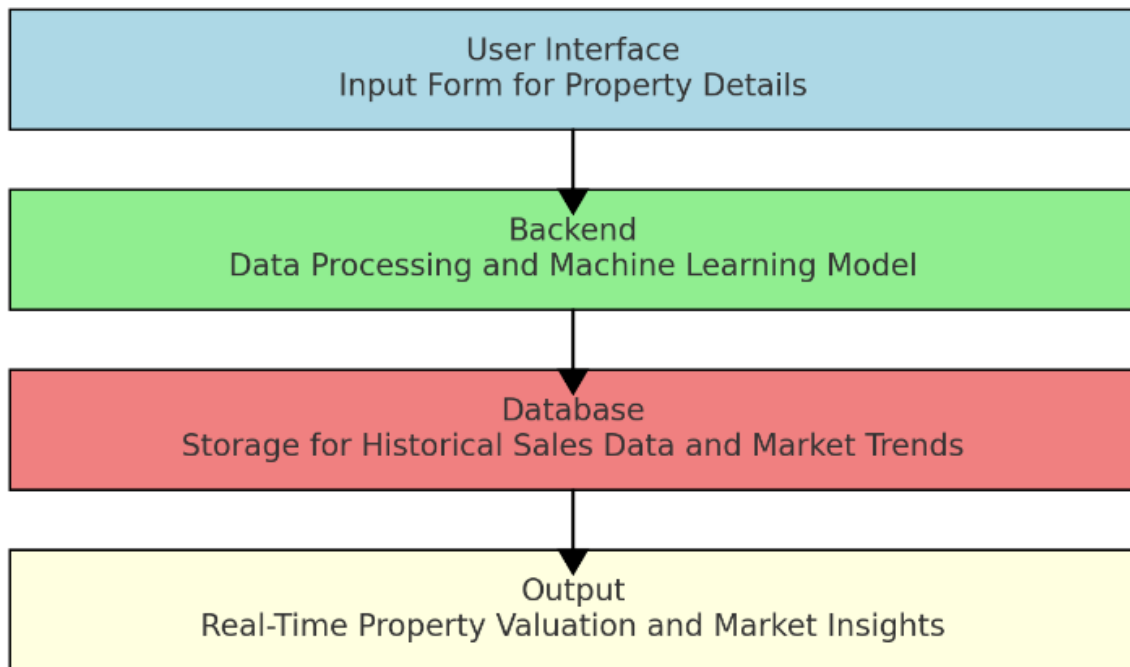 User Interface
Input Form for Property Details
Backend
Data Processing and Machine Learning Model
Database
Storage for Historical Sales Data and Market Trends
Output
Real-Time Property Valuation and Market Insights